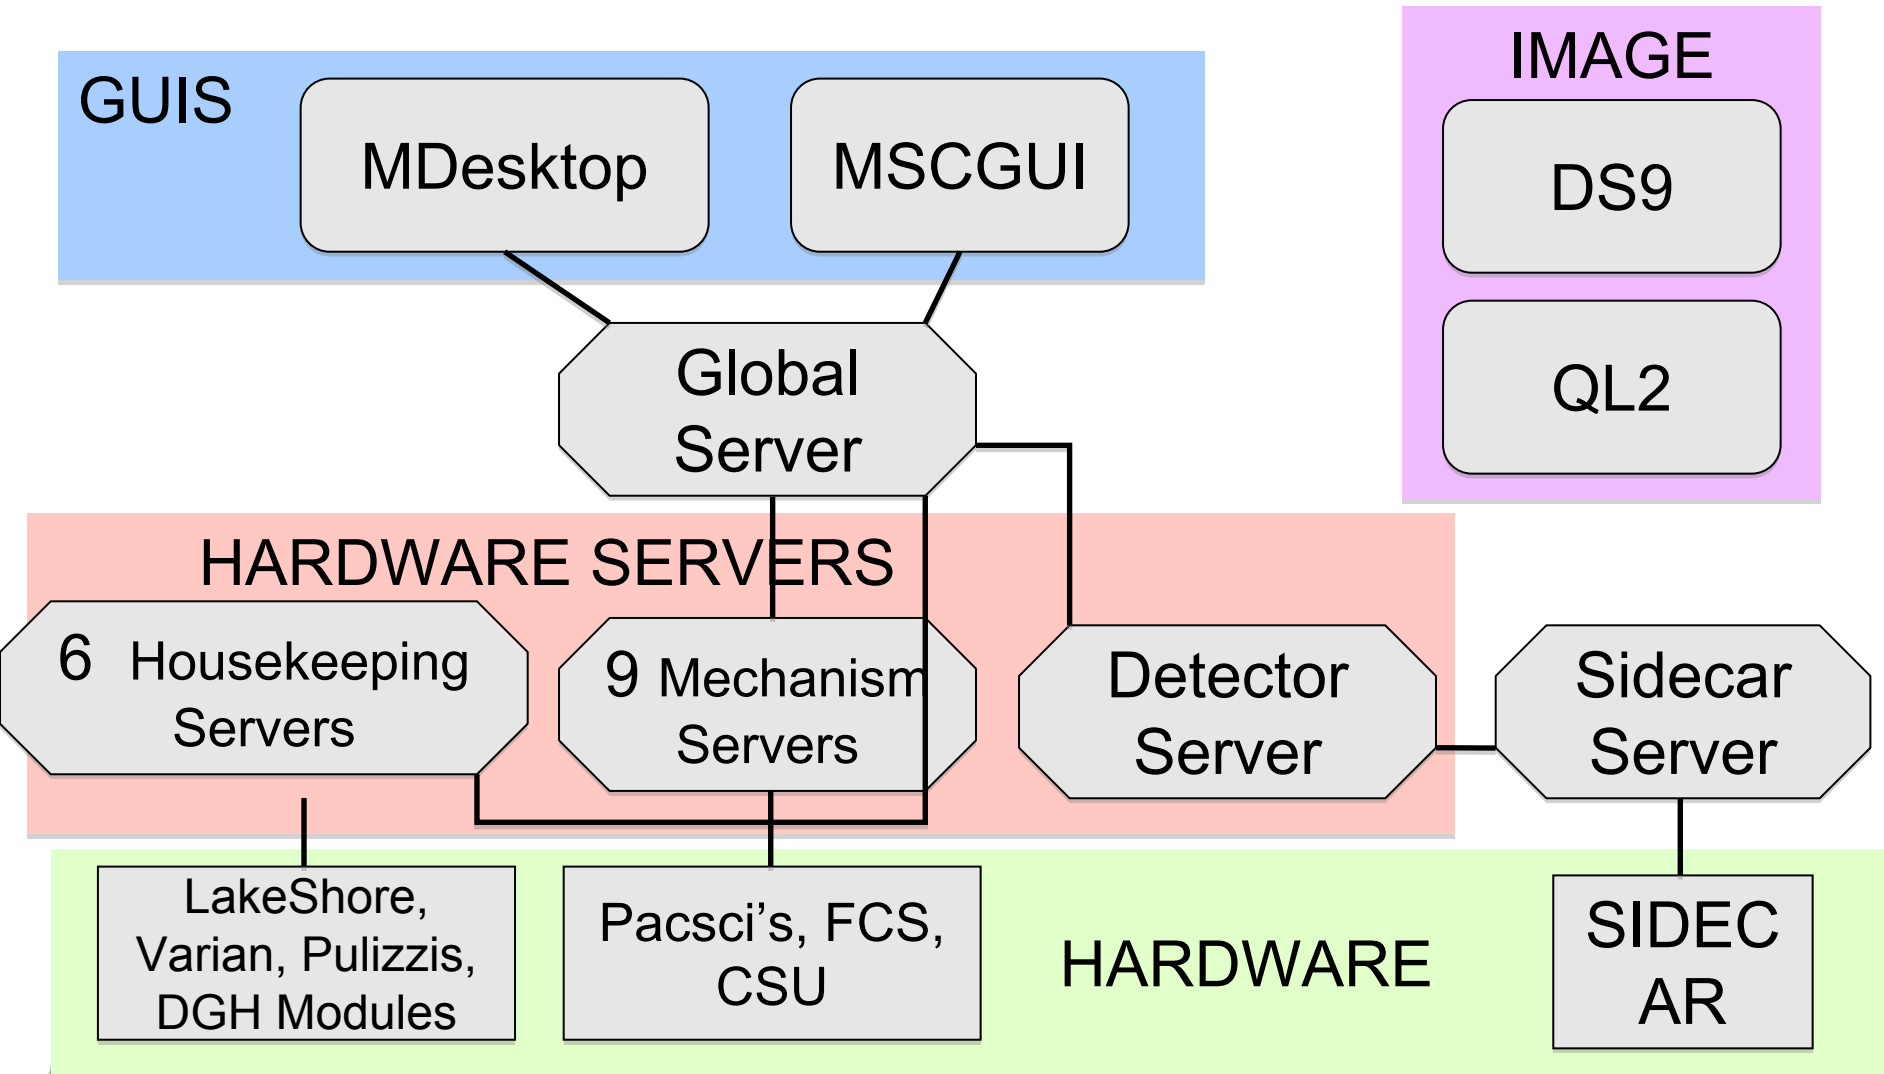 GUIS
MDesktop
MSCGUI
IMAGE
DS9
QL2
Global
Server
HARDWARE SERVERS
6 Housekeeping
Servers
9 Mechanism
Servers
Detector
Server
Sidecar
Server
LakeShore,
Varian, Pulizzis,
DGH Modules
Pacsci’s, FCS,
CSU
HARDWARE
SIDEC
AR